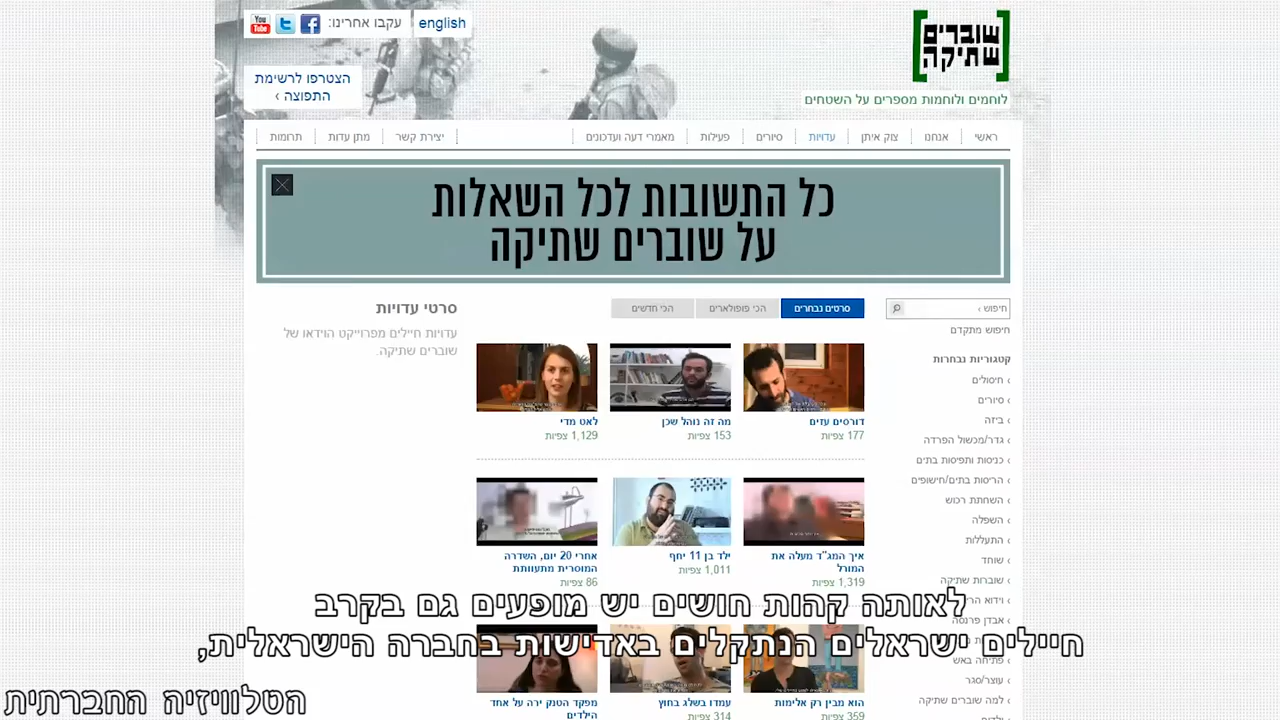 שוברים
שתיקה
לוחמים ולוחמות מספרים על השטחים
english
עקבו אחרינו:
You
Tube
הצטרפו לרשימת
התפוצה ›
ראשי
אנחנו
צוק איתן
עדויות
סיורים
פעילות
מאמרי דעה ועדכונים
יצירת קשר
מתן עדות
תרומות
כל התשובות לכל השאלות
על שוברים שתיקה
חיפוש ›
חיפוש מתקדם
קטגוריות נבחרות
› חיסולים
› סיורים
› ביזה
› גדר/מכשול הפרדה
› כניסות ותפיסות בתים
› הריסות בתים/חישופים
› השחתת רכוש
› השפלה
› התעללות
› שוחד
› שוברות שתיקה
› אבדן פרנסה
› פתיחה באש
› עוצר/סגר
› למה שוברים שתיקה
› ילדים
סרטים נבחרים
הכי פופולארים
הכי חדשים
סרטי עדויות
עדויות חיילים מפרוייקט הוידאו של
שוברים שתיקה.
דורסים עזים
177 צפיות
מה זה נוהל שכן
153 צפיות
לאט מדי
1,129 צפיות
איך המג"ד מעלה את
המורל
1,319 צפיות
ילד בן 11 יחף
1,011 צפיות
אחרי 20 יום, השדרה
המוסרית מתעוותת
86 צפיות
הוא מבין רק אלימות
359 צפיות
עמדו בשלג בחוץ
314 צפיות
מפקד הטנק ירה על אחד
הילדים
לאותה קהות חושים יש מופעים גם בקרב
חיילים ישראלים הנתקלים באדישות בחברה הישראלית,
הטלוויזיה החברתית